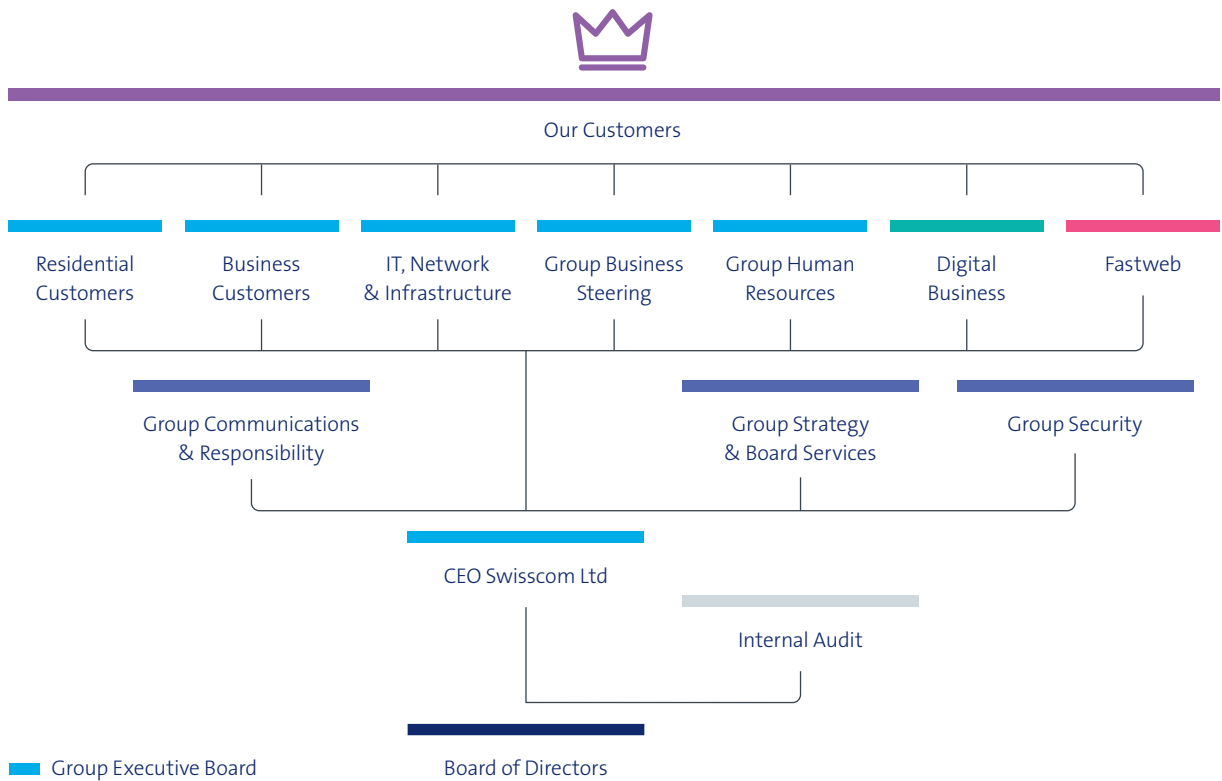 Our Customers
Residential
Customers
Business
Customers
IT, Network
& Infrastructure
Group Business
Steering
Group Human
Resources
Digital
Business
Fastweb
Group Communications
& Responsibility
Group Strategy
& Board Services
Group Security
CEO Swisscom Ltd
Internal Audit
Group Executive Board
Board of Directors